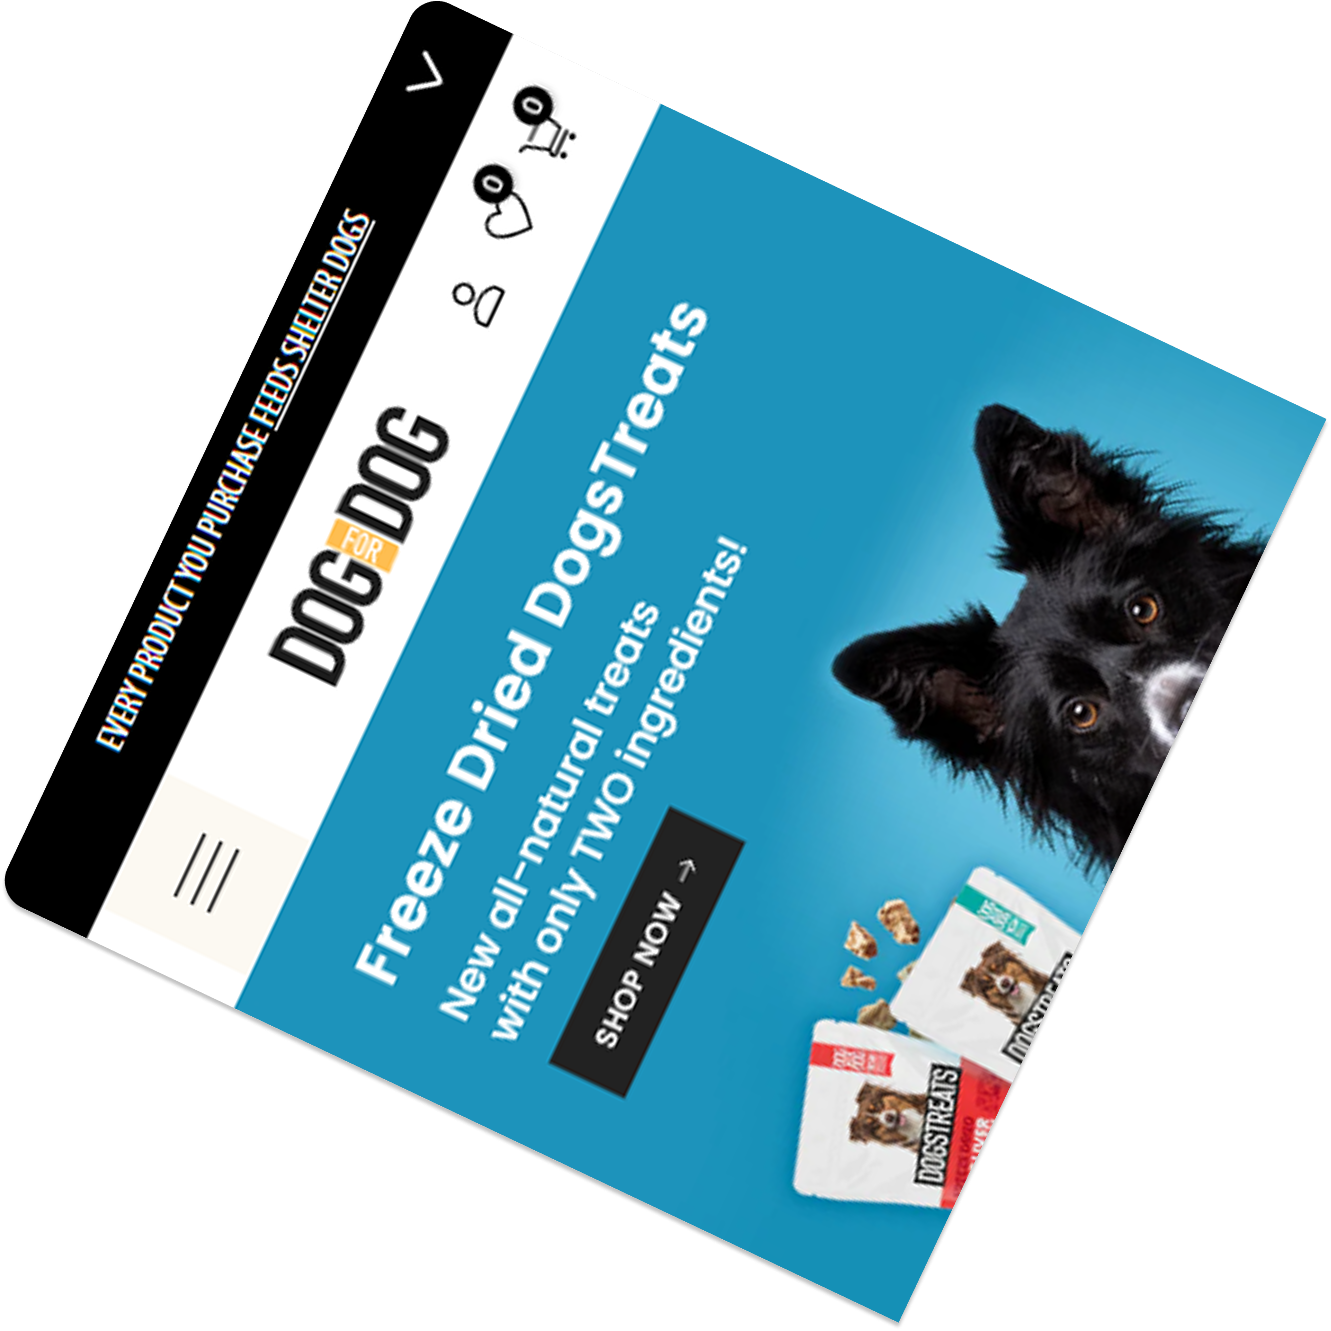 EVERY PRODUCT YOU PURCHASE FEEDS SHELTER DOGS
DOG FOR DOG
0
0
Freeze Dried DogsTreats
New all-natural treats
with only TWO ingredients!
SHOP NOW →
DOGSTREATS
LIVER
DOGSTREATS